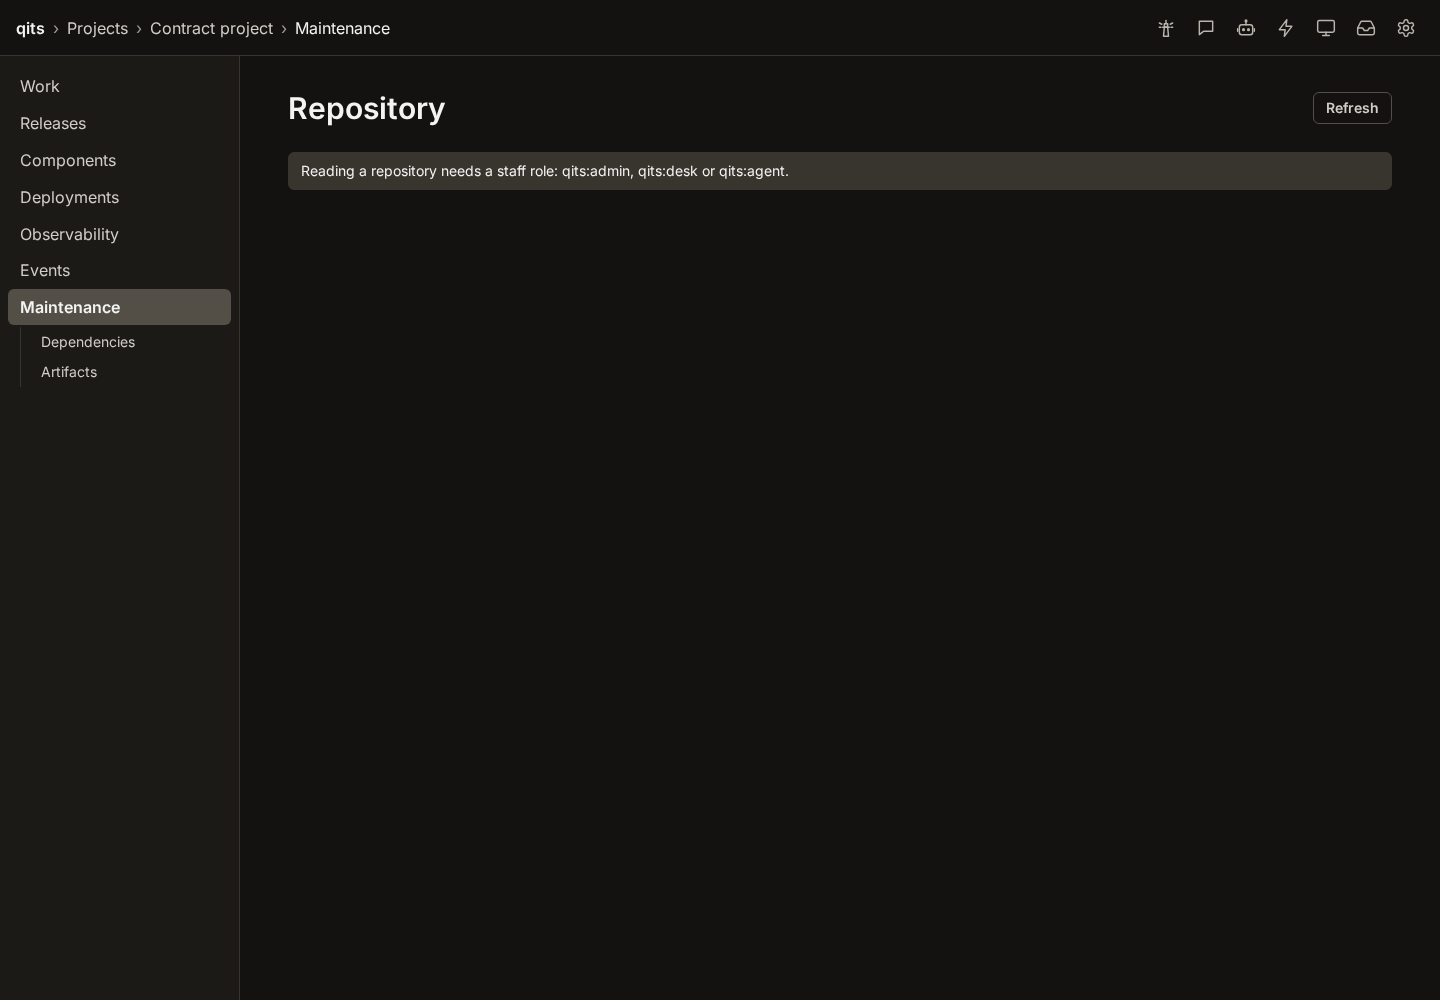 qits › Projects › Contract project › Maintenance
Work
Releases
Components
Deployments
Observability
Events
Maintenance
Dependencies
Artifacts
Repository
Refresh
Reading a repository needs a staff role: qits:admin, qits:desk or qits:agent.